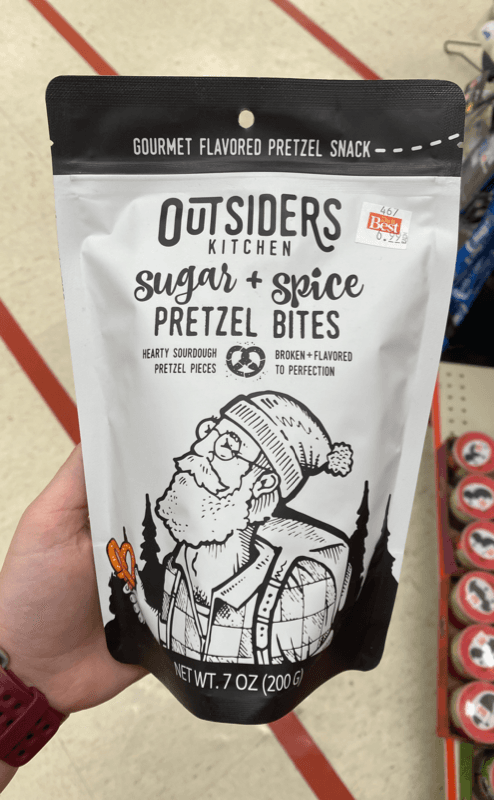 GOURMET FLAVORED PRETZEL SNACK
OUTSIDERS
KITCHEN
sugar + spice
PRETZEL BITES
HEARTY SOURDOUGH
PRETZEL PIECES
BROKEN + FLAVORED
TO PERFECTION
Best
NET WT. 7 OZ (200 G)